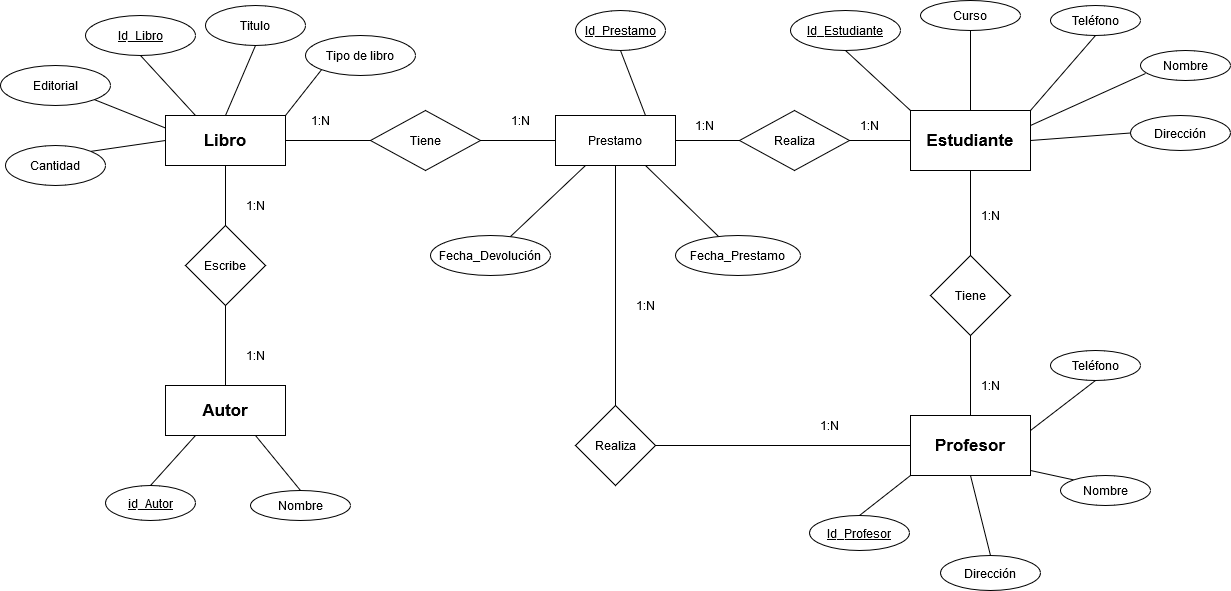 Id_Libro
Titulo
Tipo de libro
Editorial
Cantidad
Libro
1:N
Tiene
1:N
Id_Prestamo
Prestamo
1:N
Realiza
1:N
Id_Estudiante
Curso
Teléfono
Nombre
Dirección
Estudiante
1:N
Escribe
1:N
Autor
id_Autor
Nombre
Fecha_Devolución
Fecha_Prestamo
1:N
Realiza
1:N
1:N
Tiene
1:N
Profesor
Teléfono
Nombre
Id_Profesor
Dirección